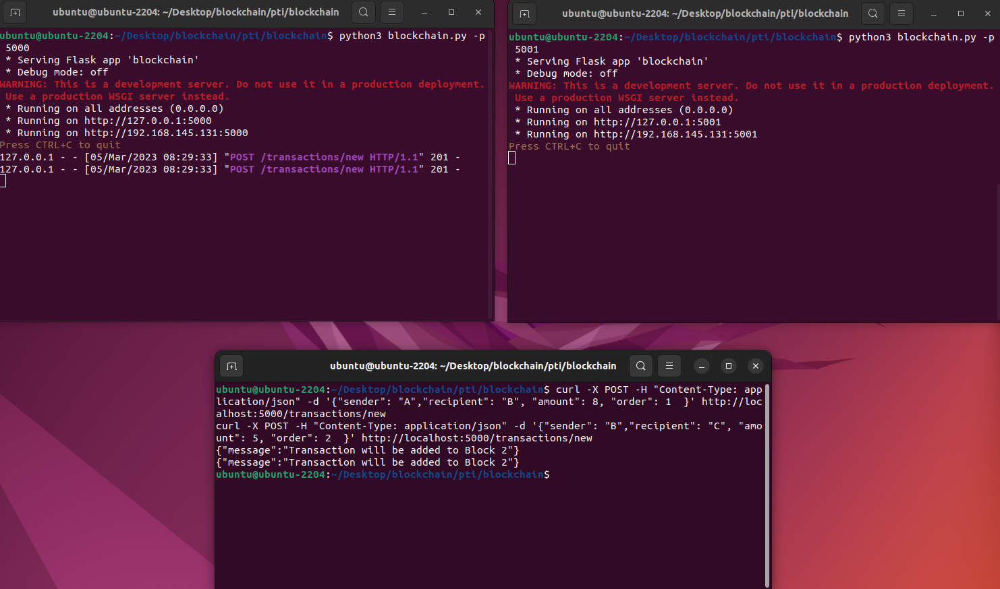 ubuntu@ubuntu-2204: ~/Desktop/blockchain/pti/blockchain
ubuntu@ubuntu-2204:~/Desktop/blockchain/pti/blockchain$ python3 blockchain.py -p
 5000
 * Serving Flask app 'blockchain'
 * Debug mode: off
WARNING: This is a development server. Do not use it in a production deployment.
 Use a production WSGI server instead.
 * Running on all addresses (0.0.0.0)
 * Running on http://127.0.0.1:5000
 * Running on http://192.168.145.131:5000
Press CTRL+C to quit
127.0.0.1 - - [05/Mar/2023 08:29:33] "POST /transactions/new HTTP/1.1" 201 -
127.0.0.1 - - [05/Mar/2023 08:29:33] "POST /transactions/new HTTP/1.1" 201 -
ubuntu@ubuntu-2204: ~/Desktop/blockchain/pti/blockchain
ubuntu@ubuntu-2204:~/Desktop/blockchain/pti/blockchain$ python3 blockchain.py -p
 5001
 * Serving Flask app 'blockchain'
 * Debug mode: off
WARNING: This is a development server. Do not use it in a production deployment.
 Use a production WSGI server instead.
 * Running on all addresses (0.0.0.0)
 * Running on http://127.0.0.1:5001
 * Running on http://192.168.145.131:5001
Press CTRL+C to quit
ubuntu@ubuntu-2204: ~/Desktop/blockchain/pti/blockchain
ubuntu@ubuntu-2204:~/Desktop/blockchain/pti/blockchain$ curl -X POST -H "Content-Type: app
lication/json" -d '{"sender": "A","recipient": "B", "amount": 8, "order": 1  }' http://loc
alhost:5000/transactions/new
curl -X POST -H "Content-Type: application/json" -d '{"sender": "B","recipient": "C", "amo
unt": 5, "order": 2  }' http://localhost:5000/transactions/new
{"message":"Transaction will be added to Block 2"}
{"message":"Transaction will be added to Block 2"}
ubuntu@ubuntu-2204:~/Desktop/blockchain/pti/blockchain$